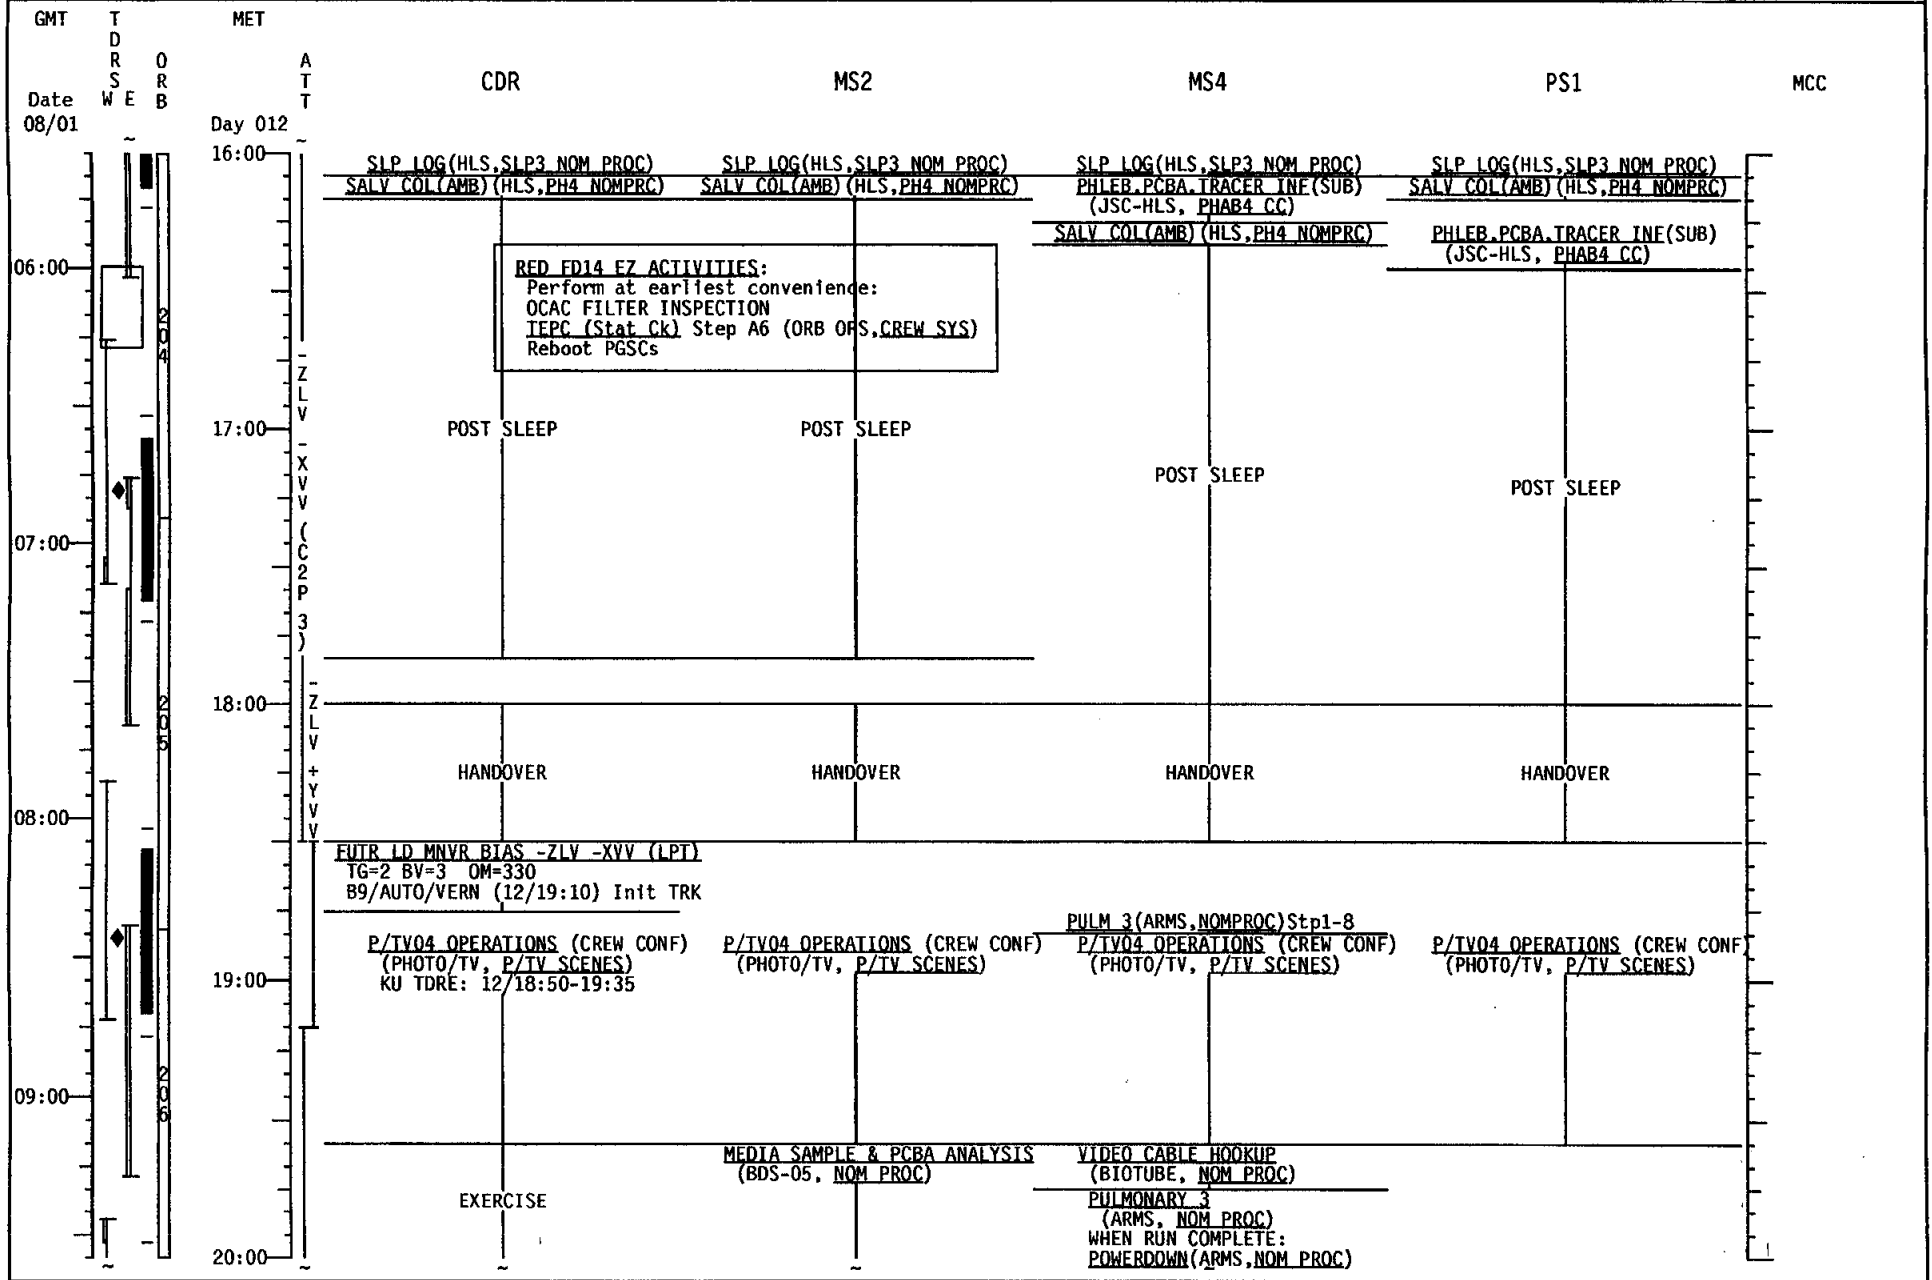 GMT
TDRS
W E
ORB
MET
ATT
CDR
MS2
MS4
PS1
MCC
Date
08/01
Day 012
16:00
17:00
18:00
19:00
20:00
06:00
07:00
08:00
09:00
204
205
206
-ZLV -XVV (C2P3)
-ZLV +YVV
SLP LOG(HLS,SLP3 NOM PROC)
SALV COL(AMB)(HLS,PH4 NOMPRC)
RED FD14 EZ ACTIVITIES:
Perform at earliest convenience:
OCAC FILTER INSPECTION
TEPC (Stat Ck) Step A6 (ORB OPS,CREW SYS)
Reboot PGSCs
POST SLEEP
HANDOVER
FUTR LD MNVR BIAS -ZLV -XVV (LPT)
TG=2 BV=3 OM=330
B9/AUTO/VERN (12/19:10) Init TRK
P/TV04 OPERATIONS (CREW CONF)
(PHOTO/TV, P/TV SCENES)
KU TDRE: 12/18:50-19:35
EXERCISE
SLP LOG(HLS,SLP3 NOM PROC)
SALV COL(AMB)(HLS,PH4 NOMPRC)
POST SLEEP
HANDOVER
P/TV04 OPERATIONS (CREW CONF)
(PHOTO/TV, P/TV SCENES)
MEDIA SAMPLE & PCBA ANALYSIS
(BDS-05, NOM PROC)
SLP LOG(HLS,SLP3 NOM PROC)
PHLEB,PCBA,TRACER INF(SUB)
(JSC-HLS, PHAB4 CC)
SALV COL(AMB)(HLS,PH4 NOMPRC)
POST SLEEP
HANDOVER
PULM 3(ARMS,NOMPROC)Stp1-8
P/TV04 OPERATIONS (CREW CONF)
(PHOTO/TV, P/TV SCENES)
VIDEO CABLE HOOKUP
(BIOTUBE, NOM PROC)
PULMONARY 3
(ARMS, NOM PROC)
WHEN RUN COMPLETE:
POWERDOWN(ARMS,NOM PROC)
SLP LOG(HLS,SLP3 NOM PROC)
SALV COL(AMB)(HLS,PH4 NOMPRC)
PHLEB,PCBA,TRACER INF(SUB)
(JSC-HLS, PHAB4 CC)
POST SLEEP
HANDOVER
P/TV04 OPERATIONS (CREW CONF)
(PHOTO/TV, P/TV SCENES)